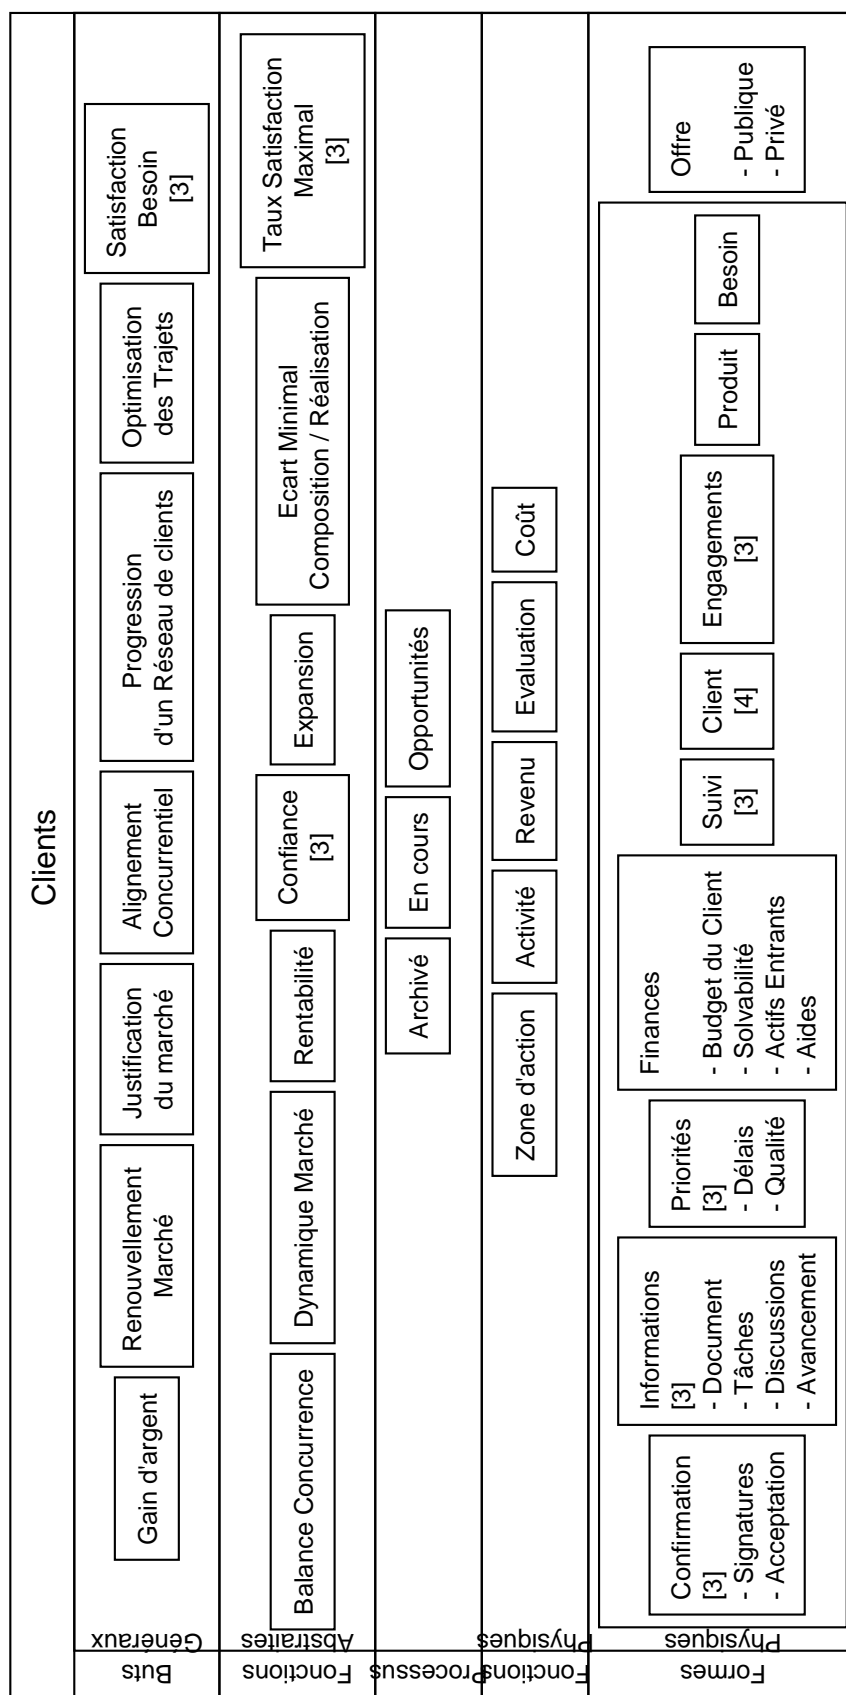 Clients
Buts
Généraux
Gain d'argent
Renouvellement
Marché
Justification
du marché
Alignement
Concurrentiel
Progression
d'un Réseau de clients
Optimisation
des Trajets
Satisfaction
Besoin
[3]
Fonctions
Abstraites
Balance Concurrence
Dynamique Marché
Rentabilité
Confiance
[3]
Expansion
Ecart Minimal
Composition / Réalisation
Taux Satisfaction
Maximal
[3]
Processus
Archivé
En cours
Opportunités
Fonctions
Physiques
Zone d'action
Activité
Revenu
Evaluation
Coût
Formes
Physiques
Confirmation
[3]
- Signatures
- Acceptation
Informations
[3]
- Document
- Tâches
- Discussions
- Avancement
Priorités
[3]
- Délais
- Qualité
Finances
- Budget du Client
- Solvabilité
- Actifs Entrants
- Aides
Suivi
[3]
Client
[4]
Engagements
[3]
Produit
Besoin
Offre
- Publique
- Privé